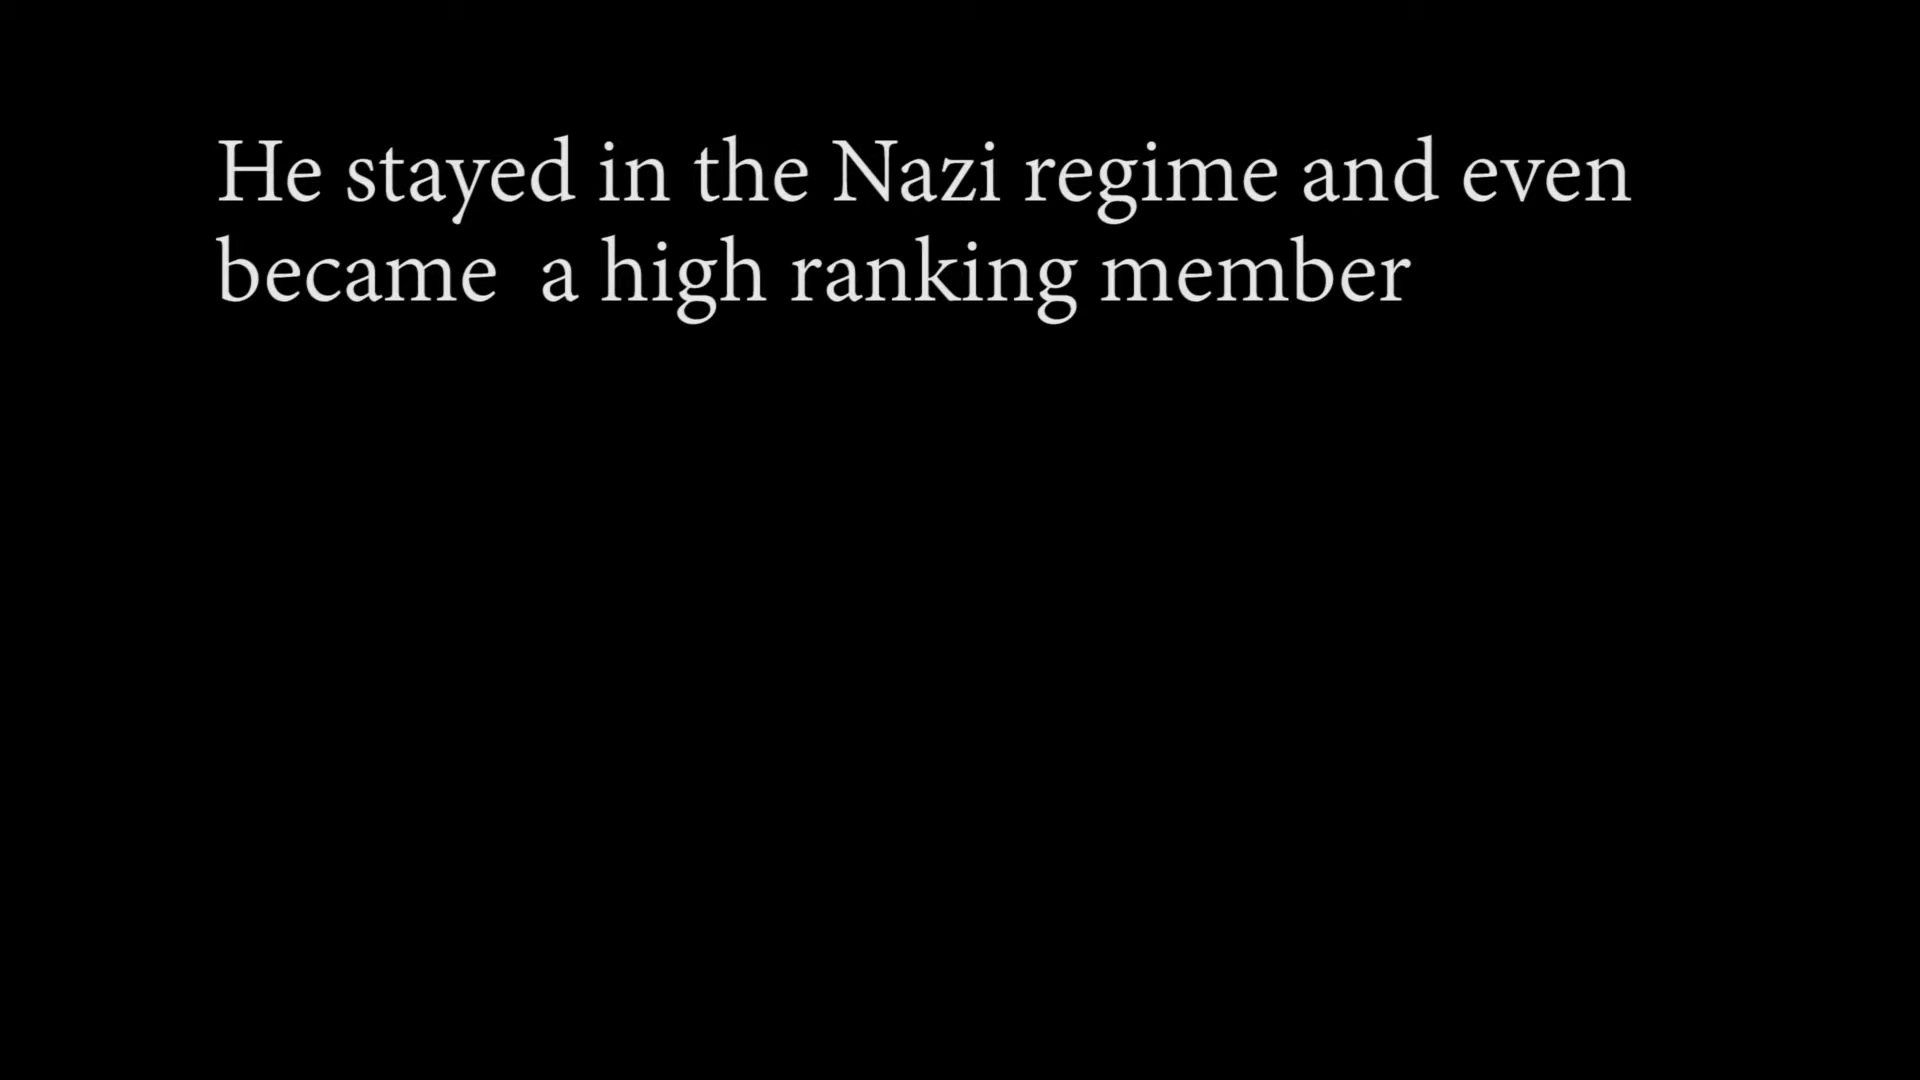 He stayed in the Nazi regime and even
became  a high ranking member